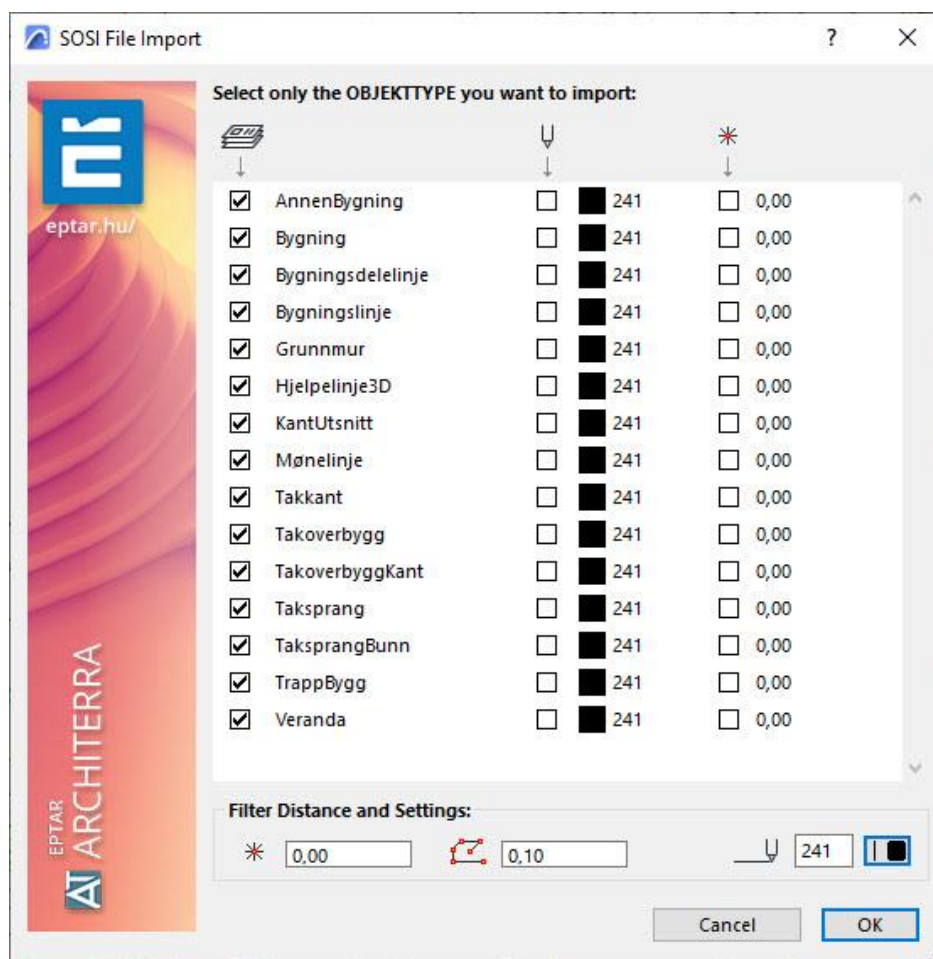 SOSI File Import
?
eptar.hu/
EPTAR
ARCHITERRA
Select only the OBJEKTTYPE you want to import:
AnnenBygning 241 0,00
Bygning 241 0,00
Bygningsdelelinje 241 0,00
Bygningslinje 241 0,00
Grunnmur 241 0,00
Hjelpelinje3D 241 0,00
KantUtsnitt 241 0,00
Mønelinje 241 0,00
Takkant 241 0,00
Takoverbygg 241 0,00
TakoverbyggKant 241 0,00
Taksprang 241 0,00
TaksprangBunn 241 0,00
TrappBygg 241 0,00
Veranda 241 0,00
Filter Distance and Settings:
0,00 0,10 241
Cancel OK